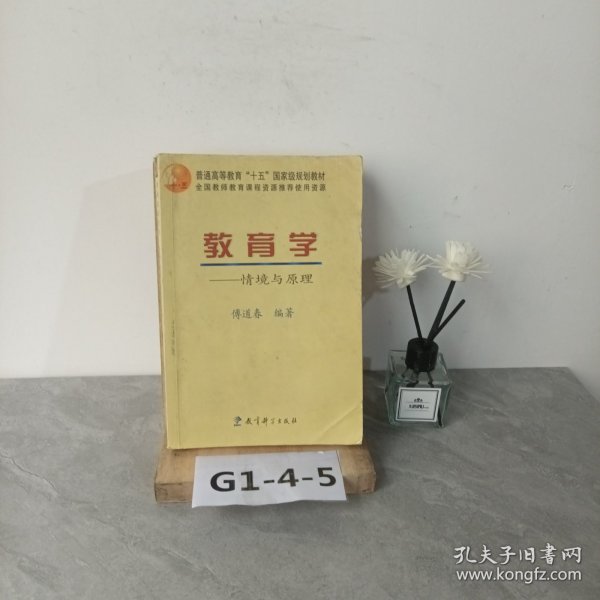 普通高等教育“十五”国家级规划教材
全国教师教育课程资源推荐使用资源
教育学
——情境与原理
傅道春 编著
教育科学出版社
G1-4-5
孔夫子旧书网
www.kongfz.com